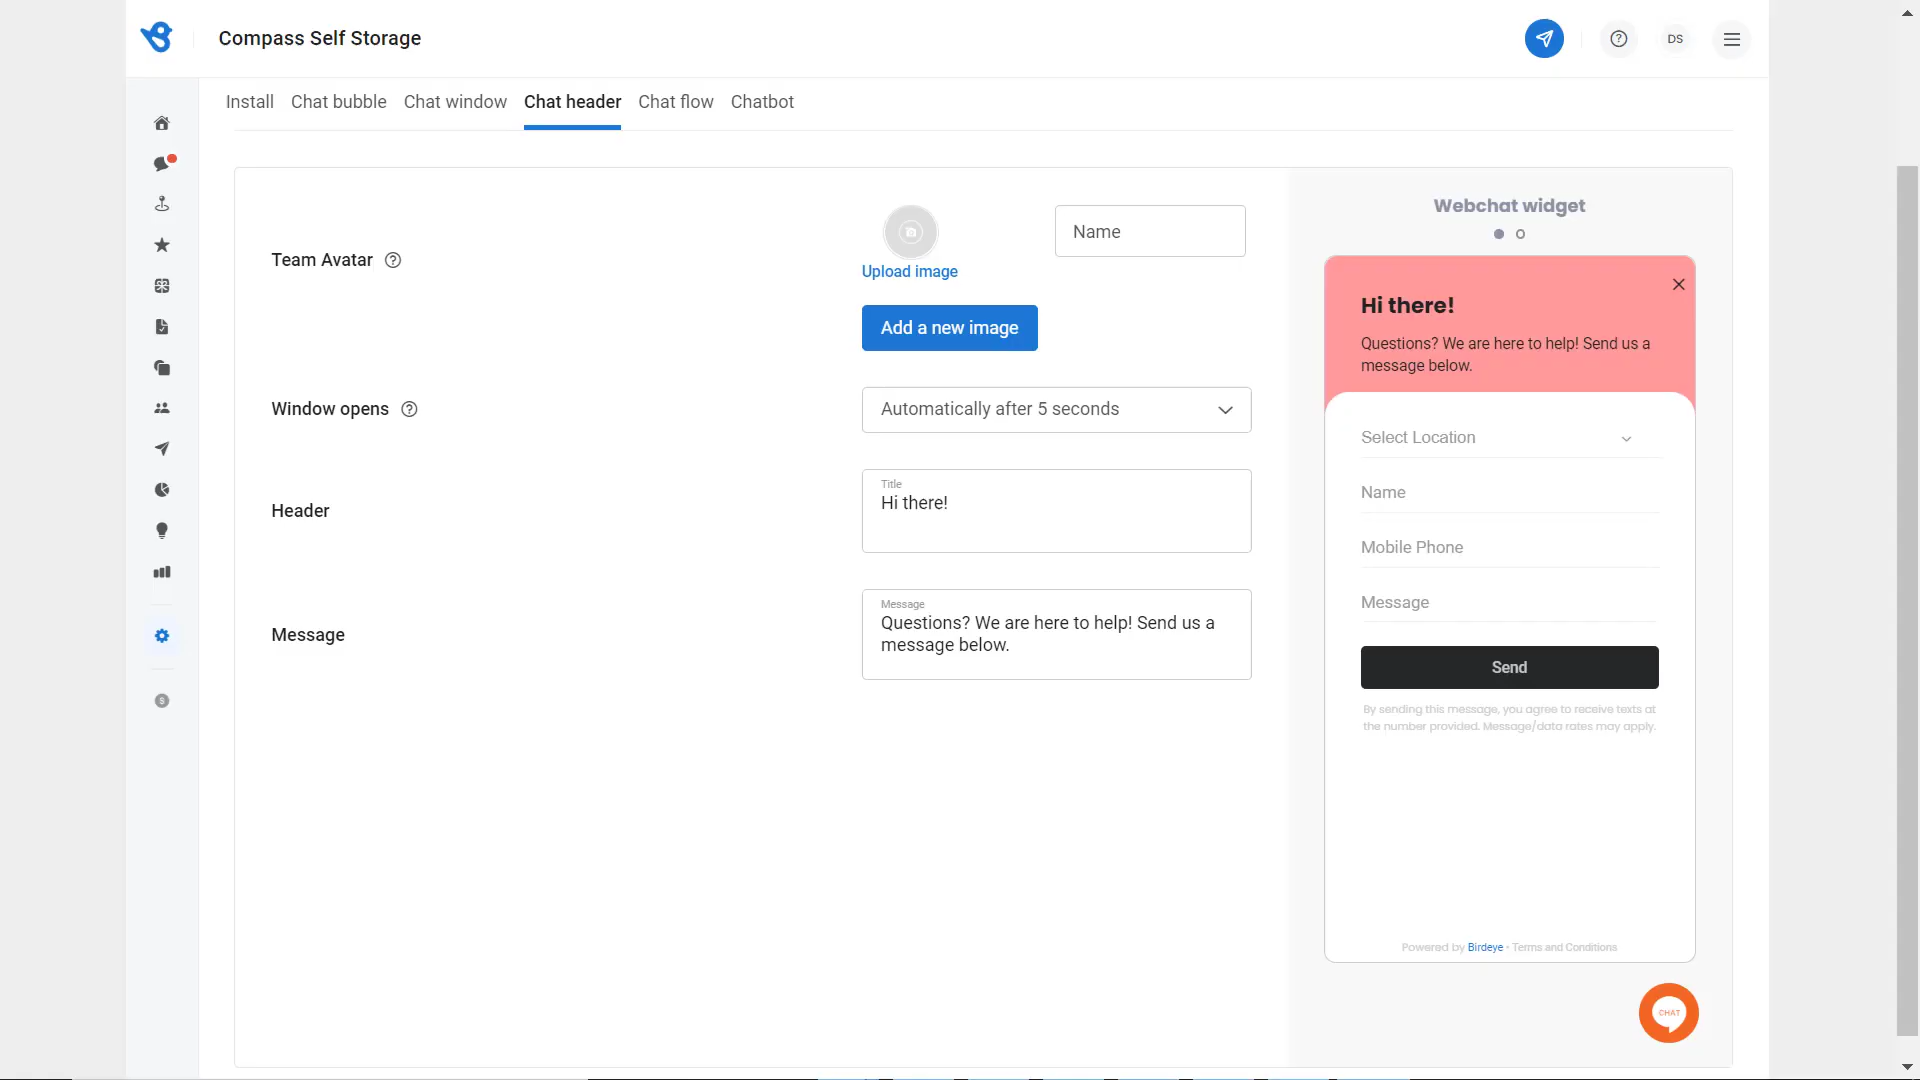 Compass Self Storage
DS
Install
Chat bubble
Chat window
Chat header
Chat flow
Chatbot
Team Avatar
Upload image
Name
Add a new image
Window opens
Automatically after 5 seconds
Header
Title
Hi there!
Message
Message
Questions? We are here to help! Send us a
message below.
Webchat widget
Hi there!
Questions? We are here to help! Send us a
message below.
Select Location
Name
Mobile Phone
Message
Send
By sending this message, you agree to receive texts at
the number provided. Message/data rates may apply.
Powered by Birdeye · Terms and Conditions
CHAT